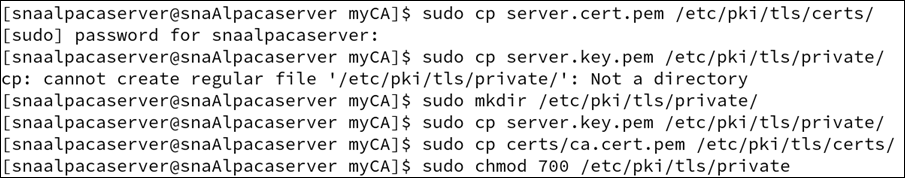 [snaalpacaserver@snaAlpacaserver myCA]$ sudo cp server.cert.pem /etc/pki/tls/certs/
[sudo] password for snaalpacaserver:
[snaalpacaserver@snaAlpacaserver myCA]$ sudo cp server.key.pem /etc/pki/tls/private/
cp: cannot create regular file '/etc/pki/tls/private/': Not a directory
[snaalpacaserver@snaAlpacaserver myCA]$ sudo mkdir /etc/pki/tls/private/
[snaalpacaserver@snaAlpacaserver myCA]$ sudo cp server.key.pem /etc/pki/tls/private/
[snaalpacaserver@snaAlpacaserver myCA]$ sudo cp certs/ca.cert.pem /etc/pki/tls/certs/
[snaalpacaserver@snaAlpacaserver myCA]$ sudo chmod 700 /etc/pki/tls/private